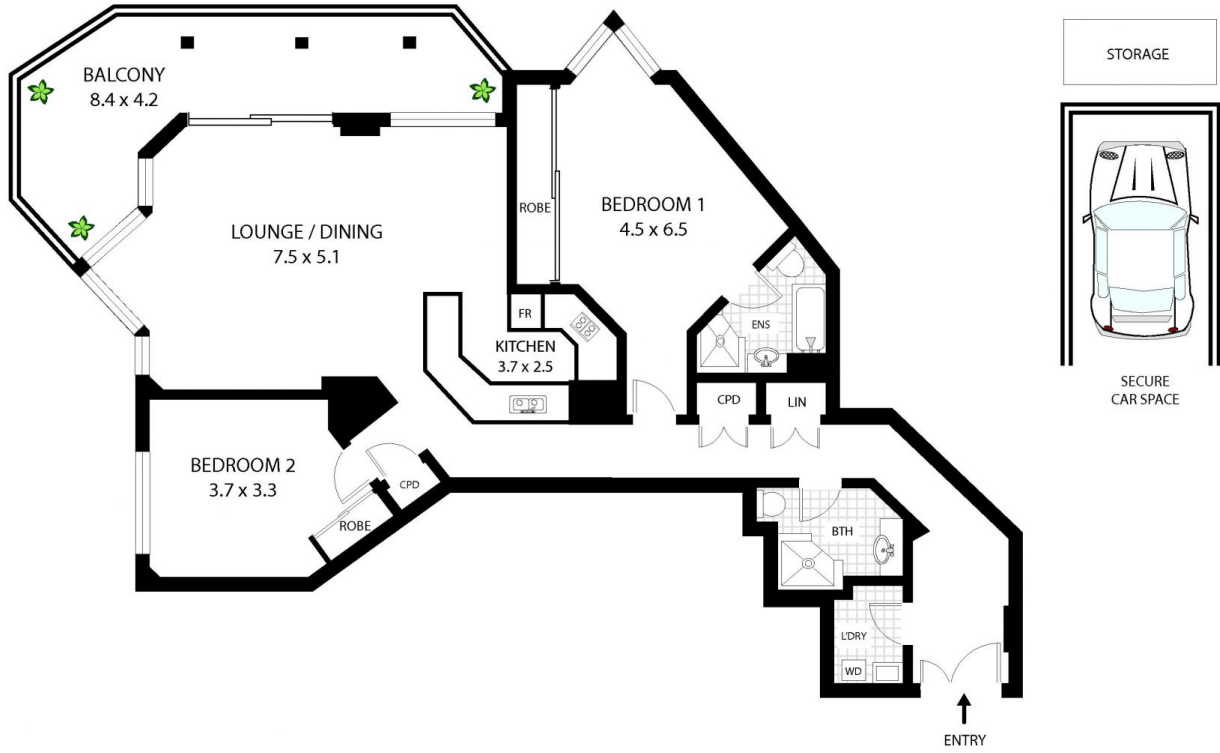 BALCONY
8.4 x 4.2
STORAGE
LOUNGE / DINING
7.5 x 5.1
ROBE
BEDROOM 1
4.5 x 6.5
FR
KITCHEN
3.7 x 2.5
ENS
SECURE
CAR SPACE
CPD
LIN
BEDROOM 2
3.7 x 3.3
CPD
ROBE
BTH
L'DRY
WD
ENTRY